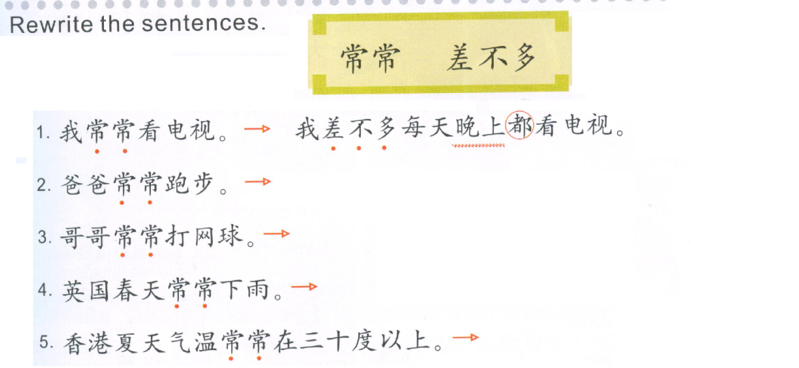 Rewrite the sentences.
常常 差不多
1. 我常常看电视。 → 我差不多每天晚上都看电视。
2. 爸爸常常跑步。 →
3. 哥哥常常打网球。 →
4. 英国春天常常下雨。 →
5. 香港夏天气温常常在三十度以上。 →